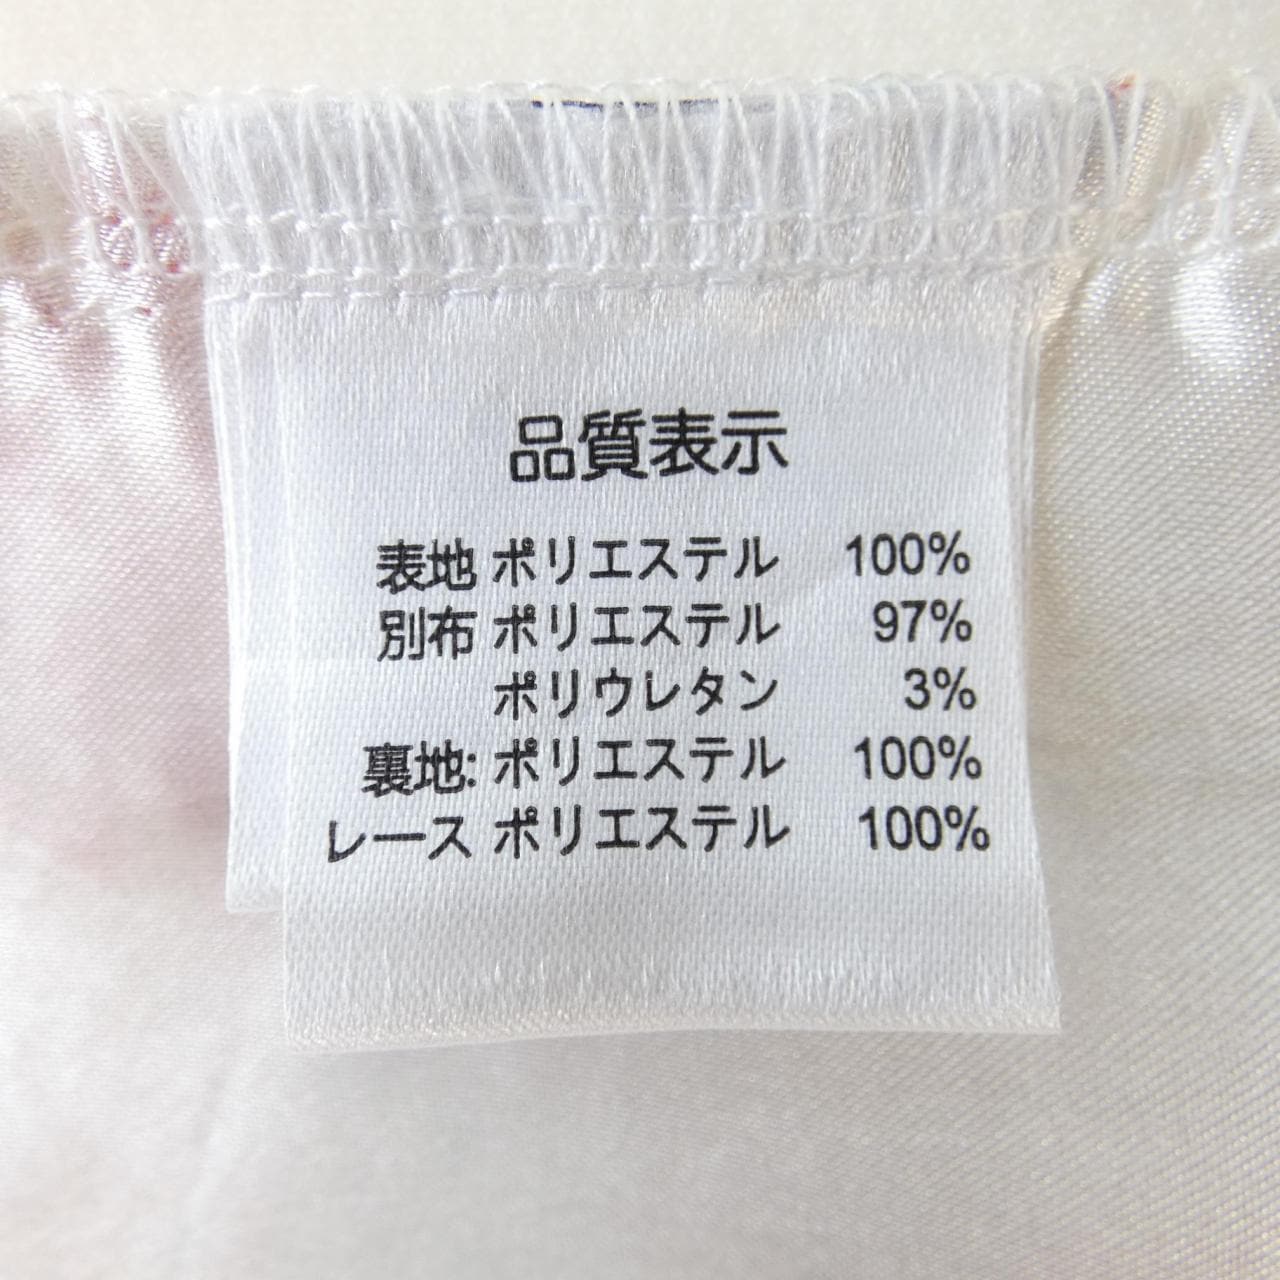 品質表示
表地 ポリエステル 100%
別布 ポリエステル 97%
ポリウレタン 3%
裏地: ポリエステル 100%
レース ポリエステル 100%